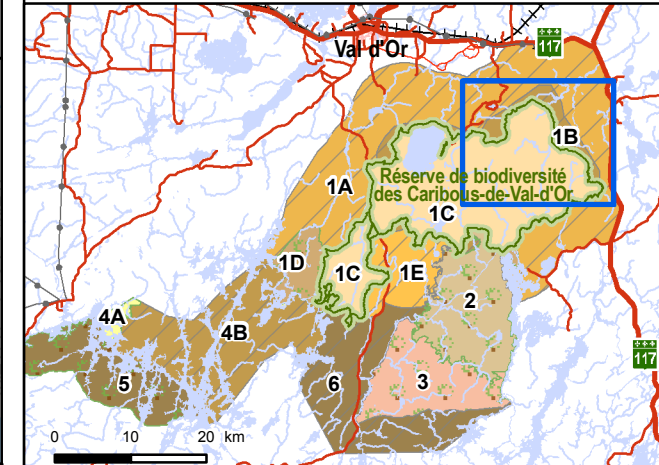 Val d'Or
117
1B
1A
Réserve de biodiversité
des Caribous-de-Val-d'Or
1C
1D
1C
1E
2
4A
4B
117
5
6
3
0 10 20 km